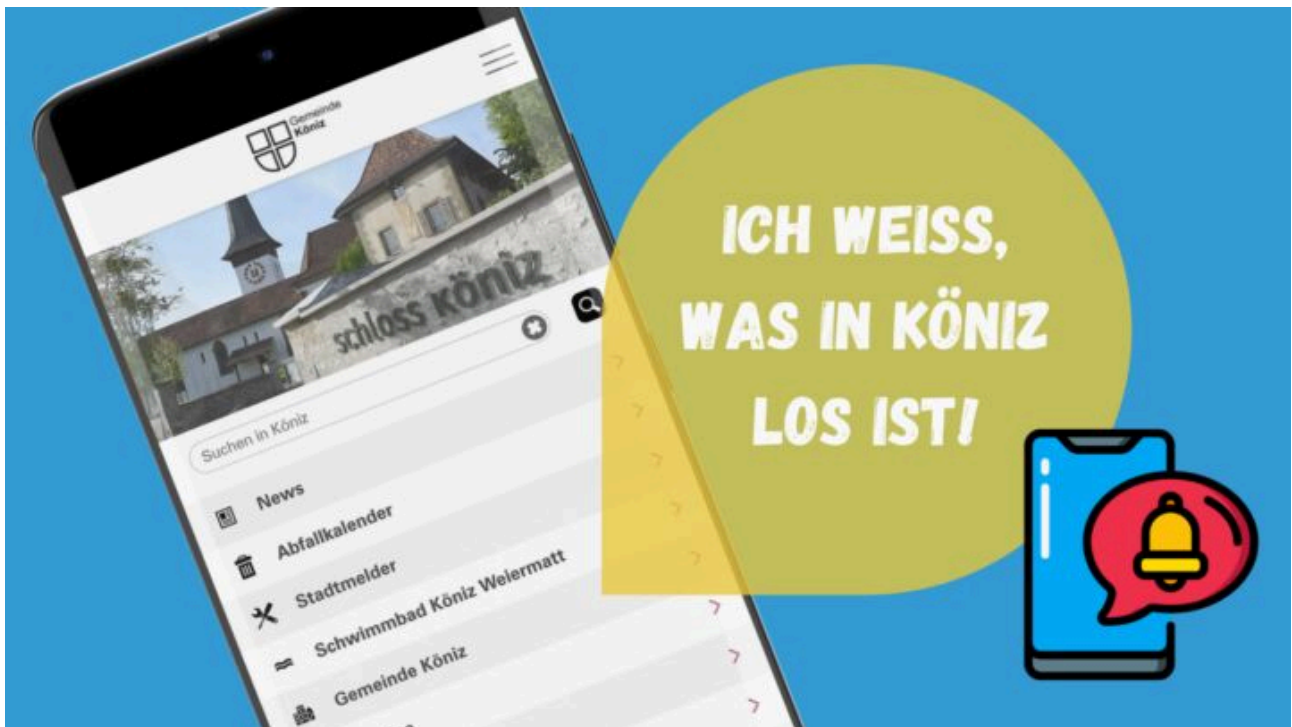 Gemeinde
Köniz
schloss köniz
Suchen in Köniz
News
Abfallkalender
Stadtmelder
Schwimmbad Köniz Weiermatt
Gemeinde Köniz
ICH WEISS,
WAS IN KÖNIZ
LOS IST!